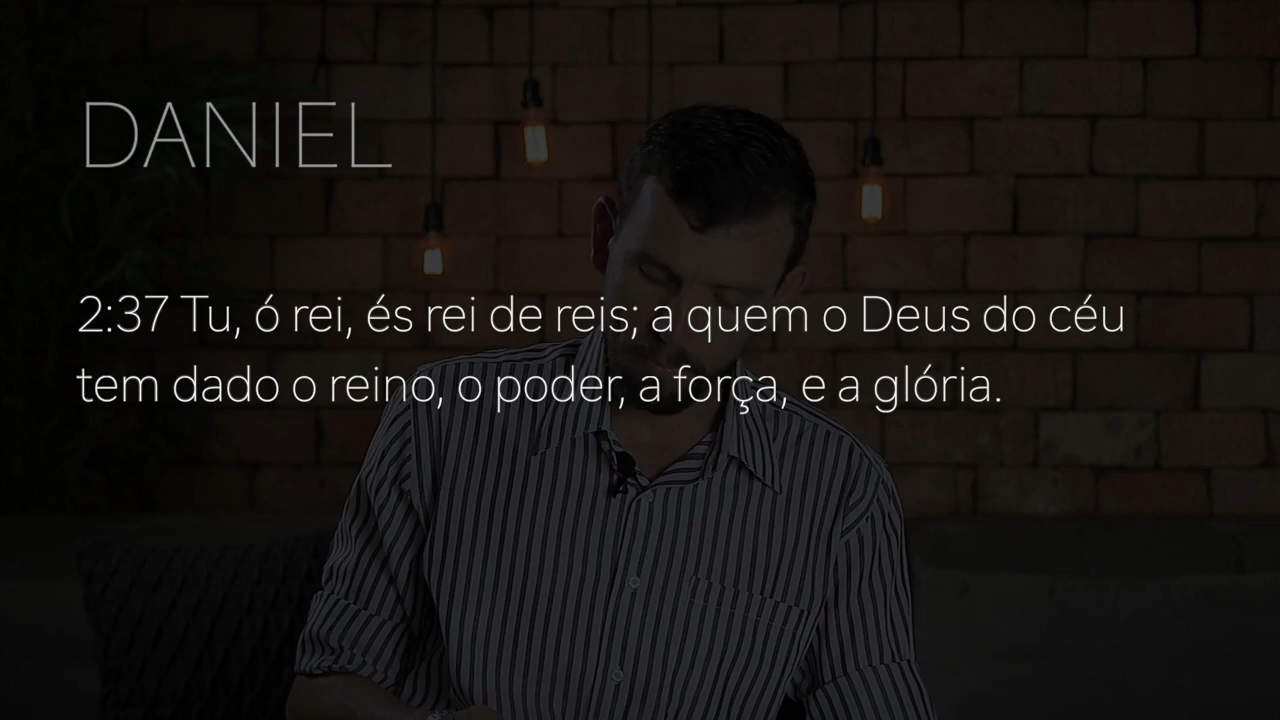 DANIEL
2:37 Tu, ó rei, és rei de reis; a quem o Deus do céu
tem dado o reino, o poder, a força, e a glória.